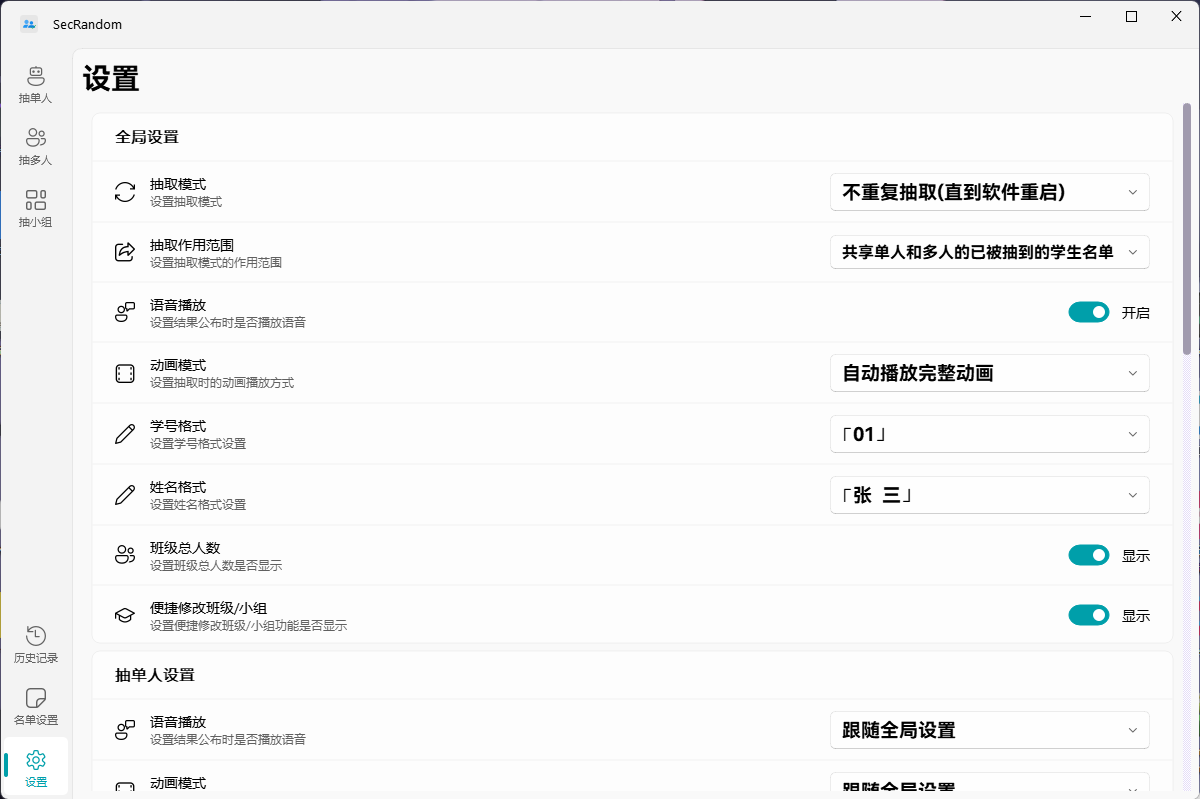 SecRandom
抽单人
抽多人
抽小组
历史记录
名单设置
设置
设置
全局设置
抽取模式
设置抽取模式
不重复抽取(直到软件重启)
抽取作用范围
设置抽取模式的作用范围
共享单人和多人的已被抽到的学生名单
语音播放
设置结果公布时是否播放语音
开启
动画模式
设置抽取时的动画播放方式
自动播放完整动画
学号格式
设置学号格式设置
「01」
姓名格式
设置姓名格式设置
「张 三」
班级总人数
设置班级总人数是否显示
显示
便捷修改班级/小组
设置便捷修改班级/小组功能是否显示
显示
抽单人设置
语音播放
设置结果公布时是否播放语音
跟随全局设置
动画模式
跟随全局设置